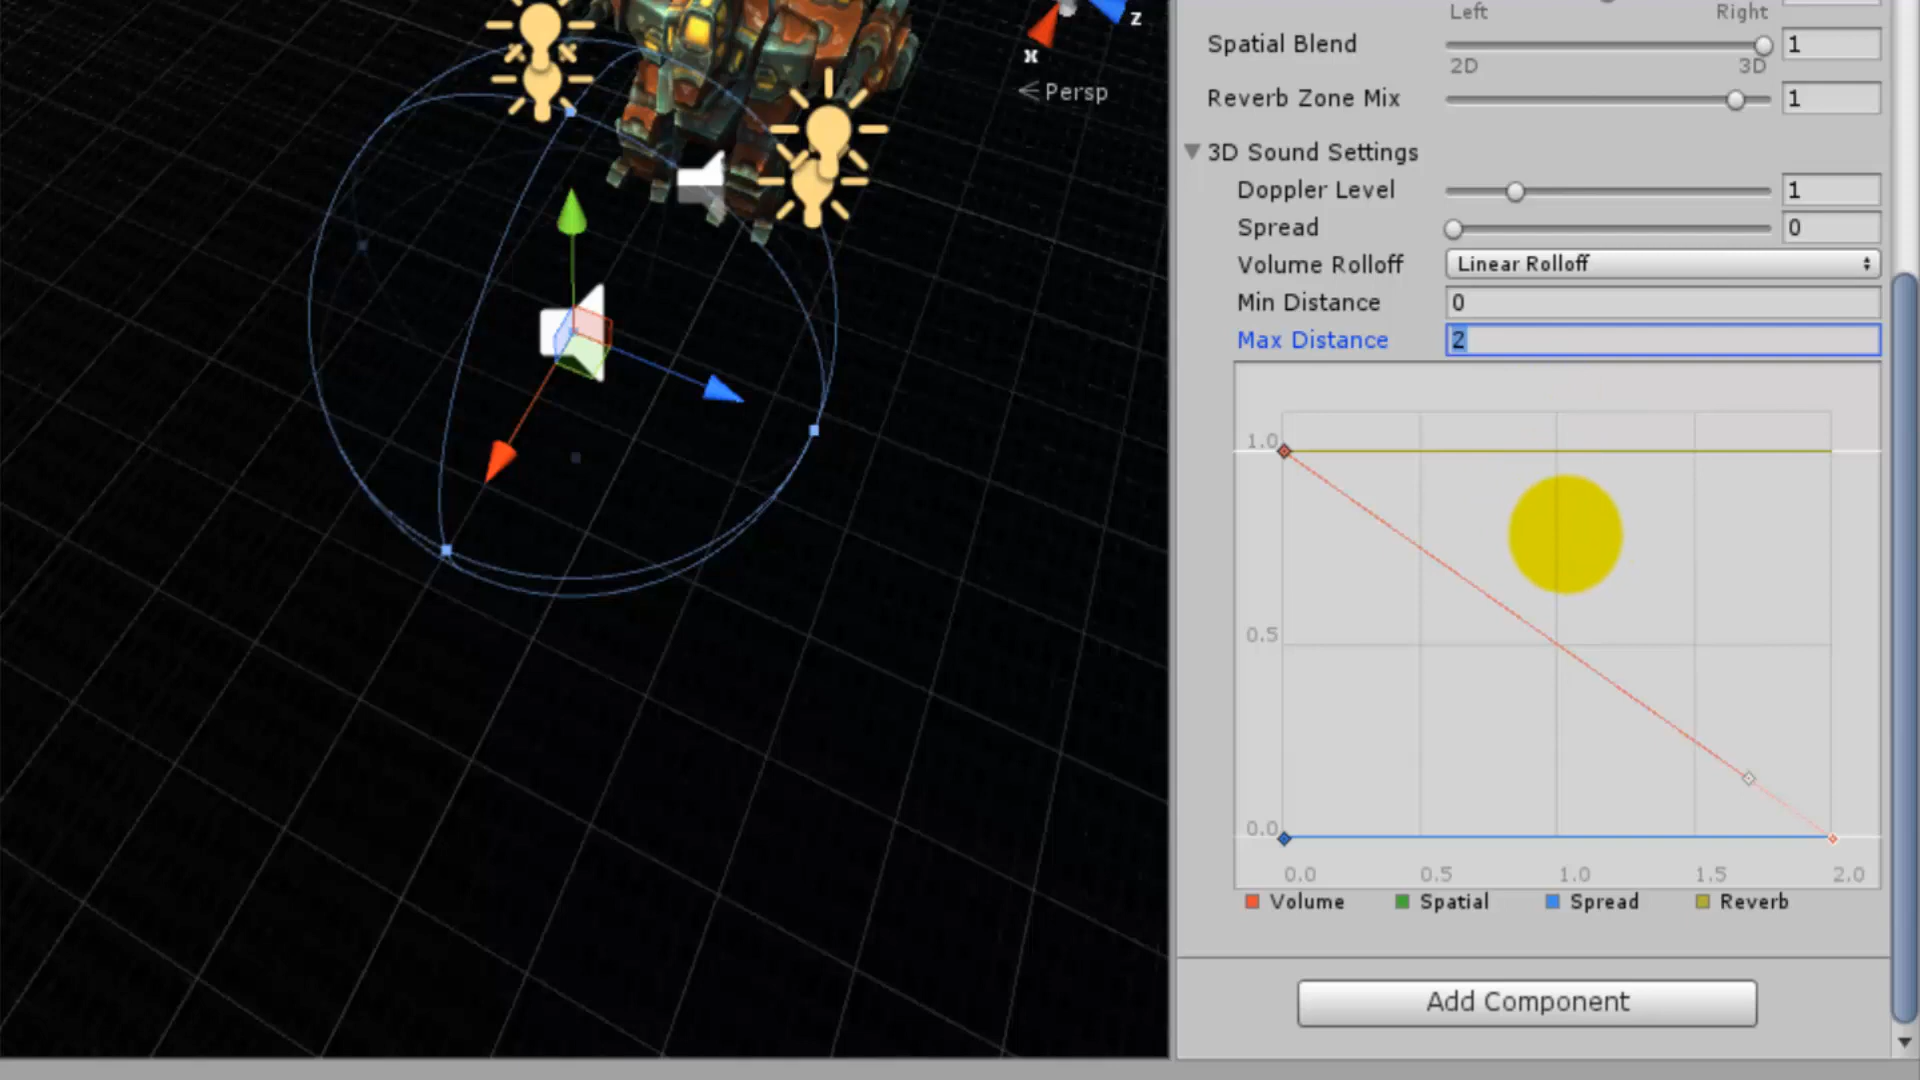 Left Right
Spatial Blend 1
2D 3D
Reverb Zone Mix 1
3D Sound Settings
Doppler Level 1
Spread 0
Volume Rolloff Linear Rolloff
Min Distance 0
Max Distance 2
1.0
0.5
0.0
0.0 0.5 1.0 1.5 2.0
Volume Spatial Spread Reverb
Add Component
z
x
Persp